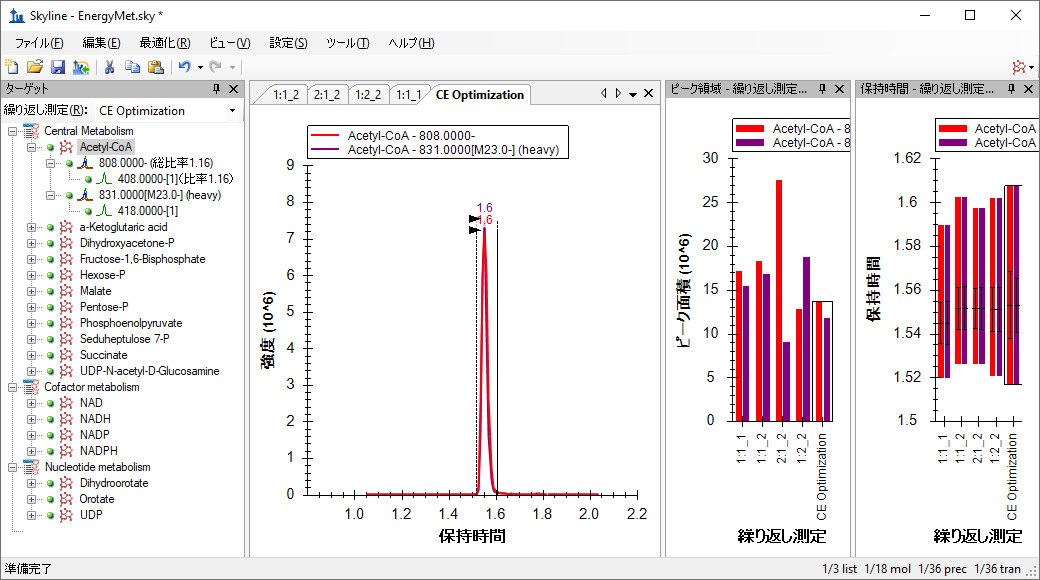 Skyline - EnergyMet.sky *
ファイル(F) 編集(E) 最適化(R) ビュー(V) 設定(S) ツール(T) ヘルプ(H)
ターゲット
繰り返し測定(R): CE Optimization
Central Metabolism
Acetyl-CoA
808.0000- (総比率1.16)
408.0000-[1](比率1.16)
831.0000[M23.0-] (heavy)
418.0000-[1]
a-Ketoglutaric acid
Dihydroxyacetone-P
Fructose-1,6-Bisphosphate
Hexose-P
Malate
Pentose-P
Phosphoenolpyruvate
Seduheptulose 7-P
Succinate
UDP-N-acetyl-D-Glucosamine
Cofactor metabolism
NAD
NADH
NADP
NADPH
Nucleotide metabolism
Dihydroorotate
Orotate
UDP
1:1_2 2:1_2 1:2_2 1:1_1 CE Optimization
Acetyl-CoA - 808.0000-
Acetyl-CoA - 831.0000[M23.0-] (heavy)
強度 (10^6)
9
8
7
6
5
4
3
2
1
0
1.6
1.6
1.0 1.2 1.4 1.6 1.8 2.0 2.2
保持時間
ピーク領域 - 繰り返し測定...
Acetyl-CoA - 8
Acetyl-CoA - 8
ピーク面積 (10^6)
30
25
20
15
10
5
0
1:1_1 1:1_2 2:1_2 1:2_2 CE Optimization
繰り返し測定
保持時間 - 繰り返し測定...
Acetyl-CoA
Acetyl-CoA
保持時間
1.62
1.6
1.58
1.56
1.54
1.52
1.5
1:1_1 1:1_2 2:1_2 1:2_2 CE Optimization
繰り返し測定
準備完了
1/3 list 1/18 mol 1/36 prec 1/36 tran